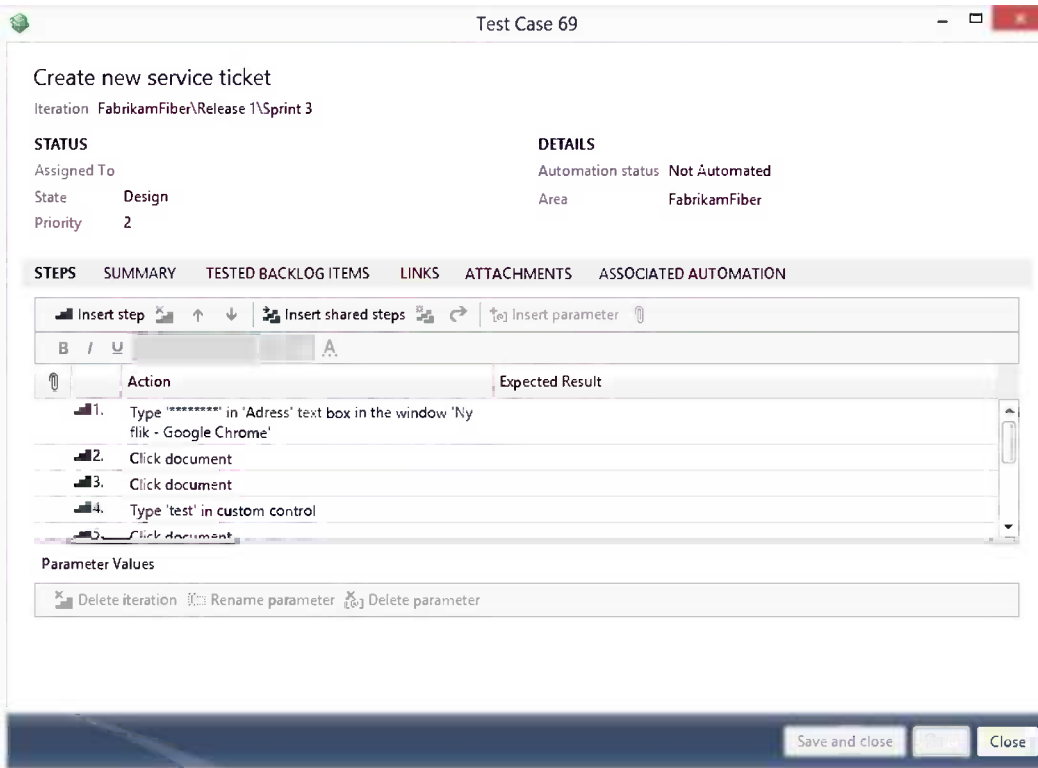 Test Case 69
Create new service ticket
Iteration FabrikamFiber\Release 1\Sprint 3
STATUS
DETAILS
Assigned To
Automation status Not Automated
State Design
Area FabrikamFiber
Priority 2
STEPS SUMMARY TESTED BACKLOG ITEMS LINKS ATTACHMENTS ASSOCIATED AUTOMATION
Insert step Insert shared steps Insert parameter
B I U A
Action Expected Result
1. Type '********' in 'Adress' text box in the window 'Ny
flik - Google Chrome'
2. Click document
3. Click document
4. Type 'test' in custom control
5. Click document
Parameter Values
Delete iteration Rename parameter Delete parameter
Save and close Close